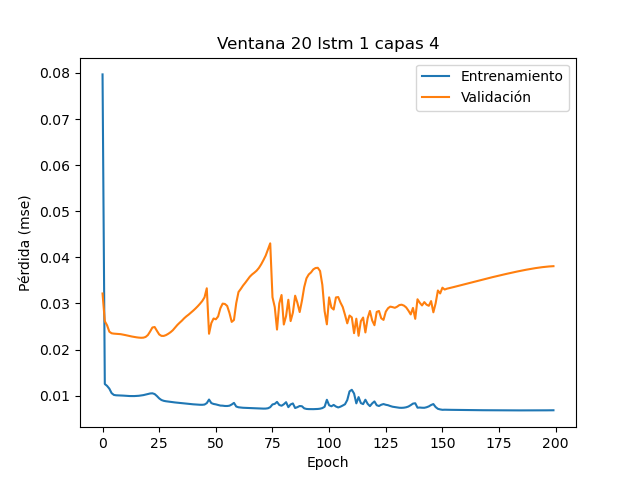 Ventana 20 lstm 1 capas 4
Entrenamiento
Validación
Pérdida (mse)
0.08
0.07
0.06
0.05
0.04
0.03
0.02
0.01
0 25 50 75 100 125 150 175 200
Epoch